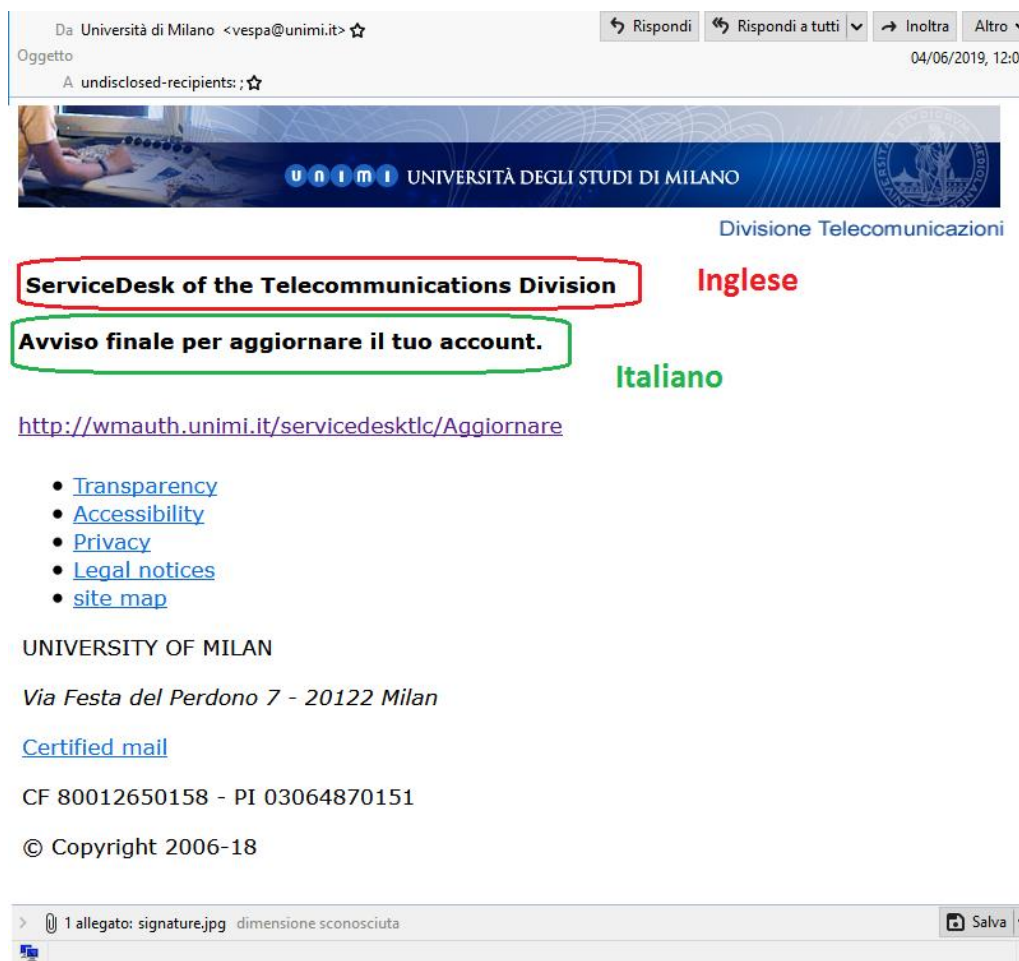 Da Università di Milano <vespa@unimi.it>
Rispondi Rispondi a tutti Inoltra Altro
Oggetto
04/06/2019, 12:0
A undisclosed-recipients: ;
UNIMI UNIVERSITÀ DEGLI STUDI DI MILANO
Divisione Telecomunicazioni
ServiceDesk of the Telecommunications Division
Inglese
Avviso finale per aggiornare il tuo account.
Italiano
http://wmauth.unimi.it/servicedesktlc/Aggiornare
• Transparency
• Accessibility
• Privacy
• Legal notices
• site map
UNIVERSITY OF MILAN
Via Festa del Perdono 7 - 20122 Milan
Certified mail
CF 80012650158 - PI 03064870151
© Copyright 2006-18
1 allegato: signature.jpg dimensione sconosciuta
Salva